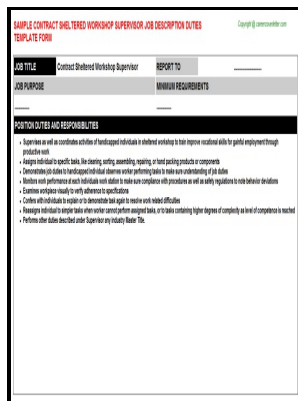 SAMPLE CONTRACT SHELTERED WORKSHOP SUPERVISOR JOB DESCRIPTION DUTIES
TEMPLATE FORM
Copyright @ careerscoverletter.com
JOB TITLE Contract Sheltered Workshop Supervisor REPORT TO ..................
JOB PURPOSE MINIMUM REQUIREMENTS
.......... ..........
POSITION DUTIES AND RESPONSIBILITIES
• Supervises as well as coordinates activities of handicapped individuals in sheltered workshop to train improve vocational skills for gainful employment through
productive work
• Assigns individual to specific tasks, like cleaning, sorting, assembling, repairing, or hand packing products or components
• Demonstrates job duties to handicapped individual observes worker performing tasks to make sure understanding of job duties
• Monitors work performance at each individuals work station to make sure compliance with procedures as well as safety regulations to note behavior deviations
• Examines workpiece visually to verify adherence to specifications
• Confers with individuals to explain or to demonstrate task again to resolve work related difficulties
• Reassigns individual to simpler tasks when worker cannot perform assigned tasks, or to tasks containing higher degrees of complexity as level of competence is reached
• Performs other duties described under Supervisor any Industry Master Title.